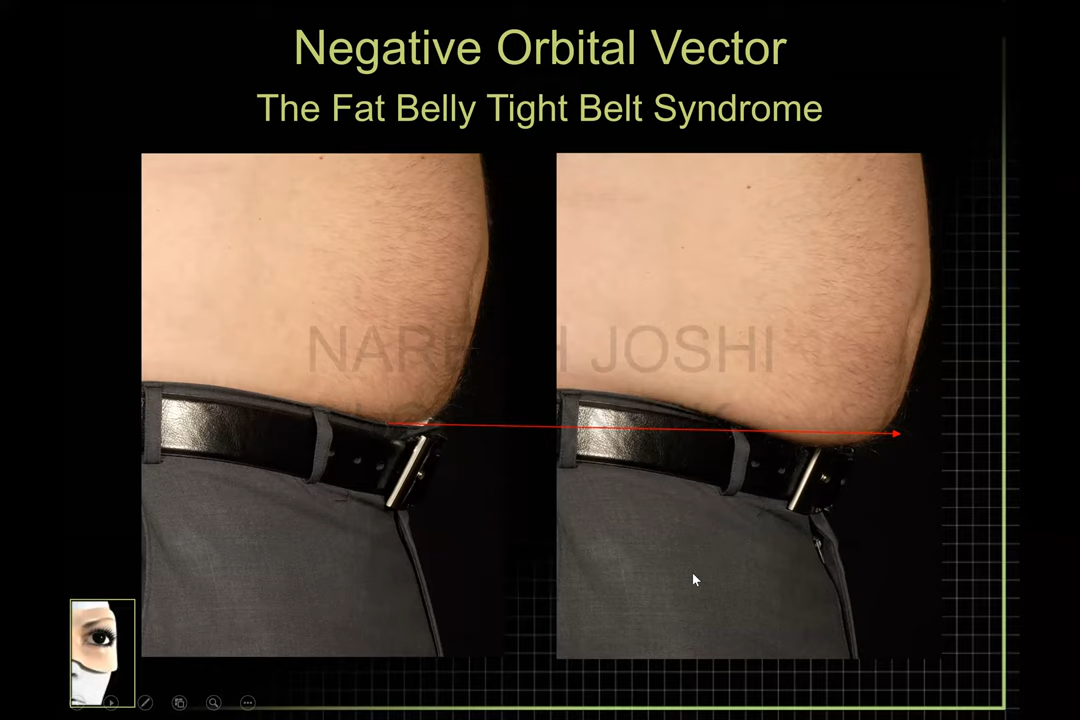 Negative Orbital Vector
The Fat Belly Tight Belt Syndrome
JOSHI